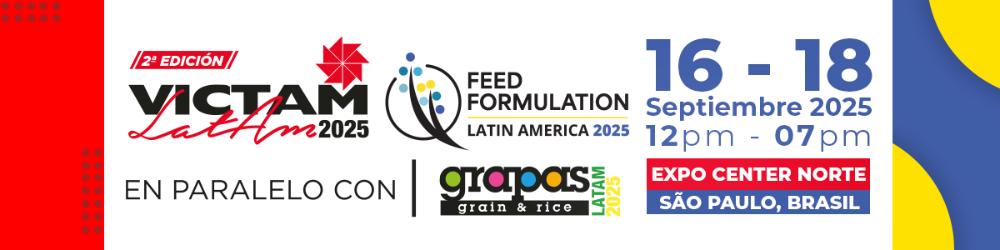 2ª EDICIÓN
VICTAM
LatAm 2025
FEED
FORMULATION
LATIN AMERICA 2025
16 - 18
Septiembre 2025
12pm - 07pm
EN PARALELO CON
grapas
grain & rice
LATAM
2025
EXPO CENTER NORTE
SÃO PAULO, BRASIL